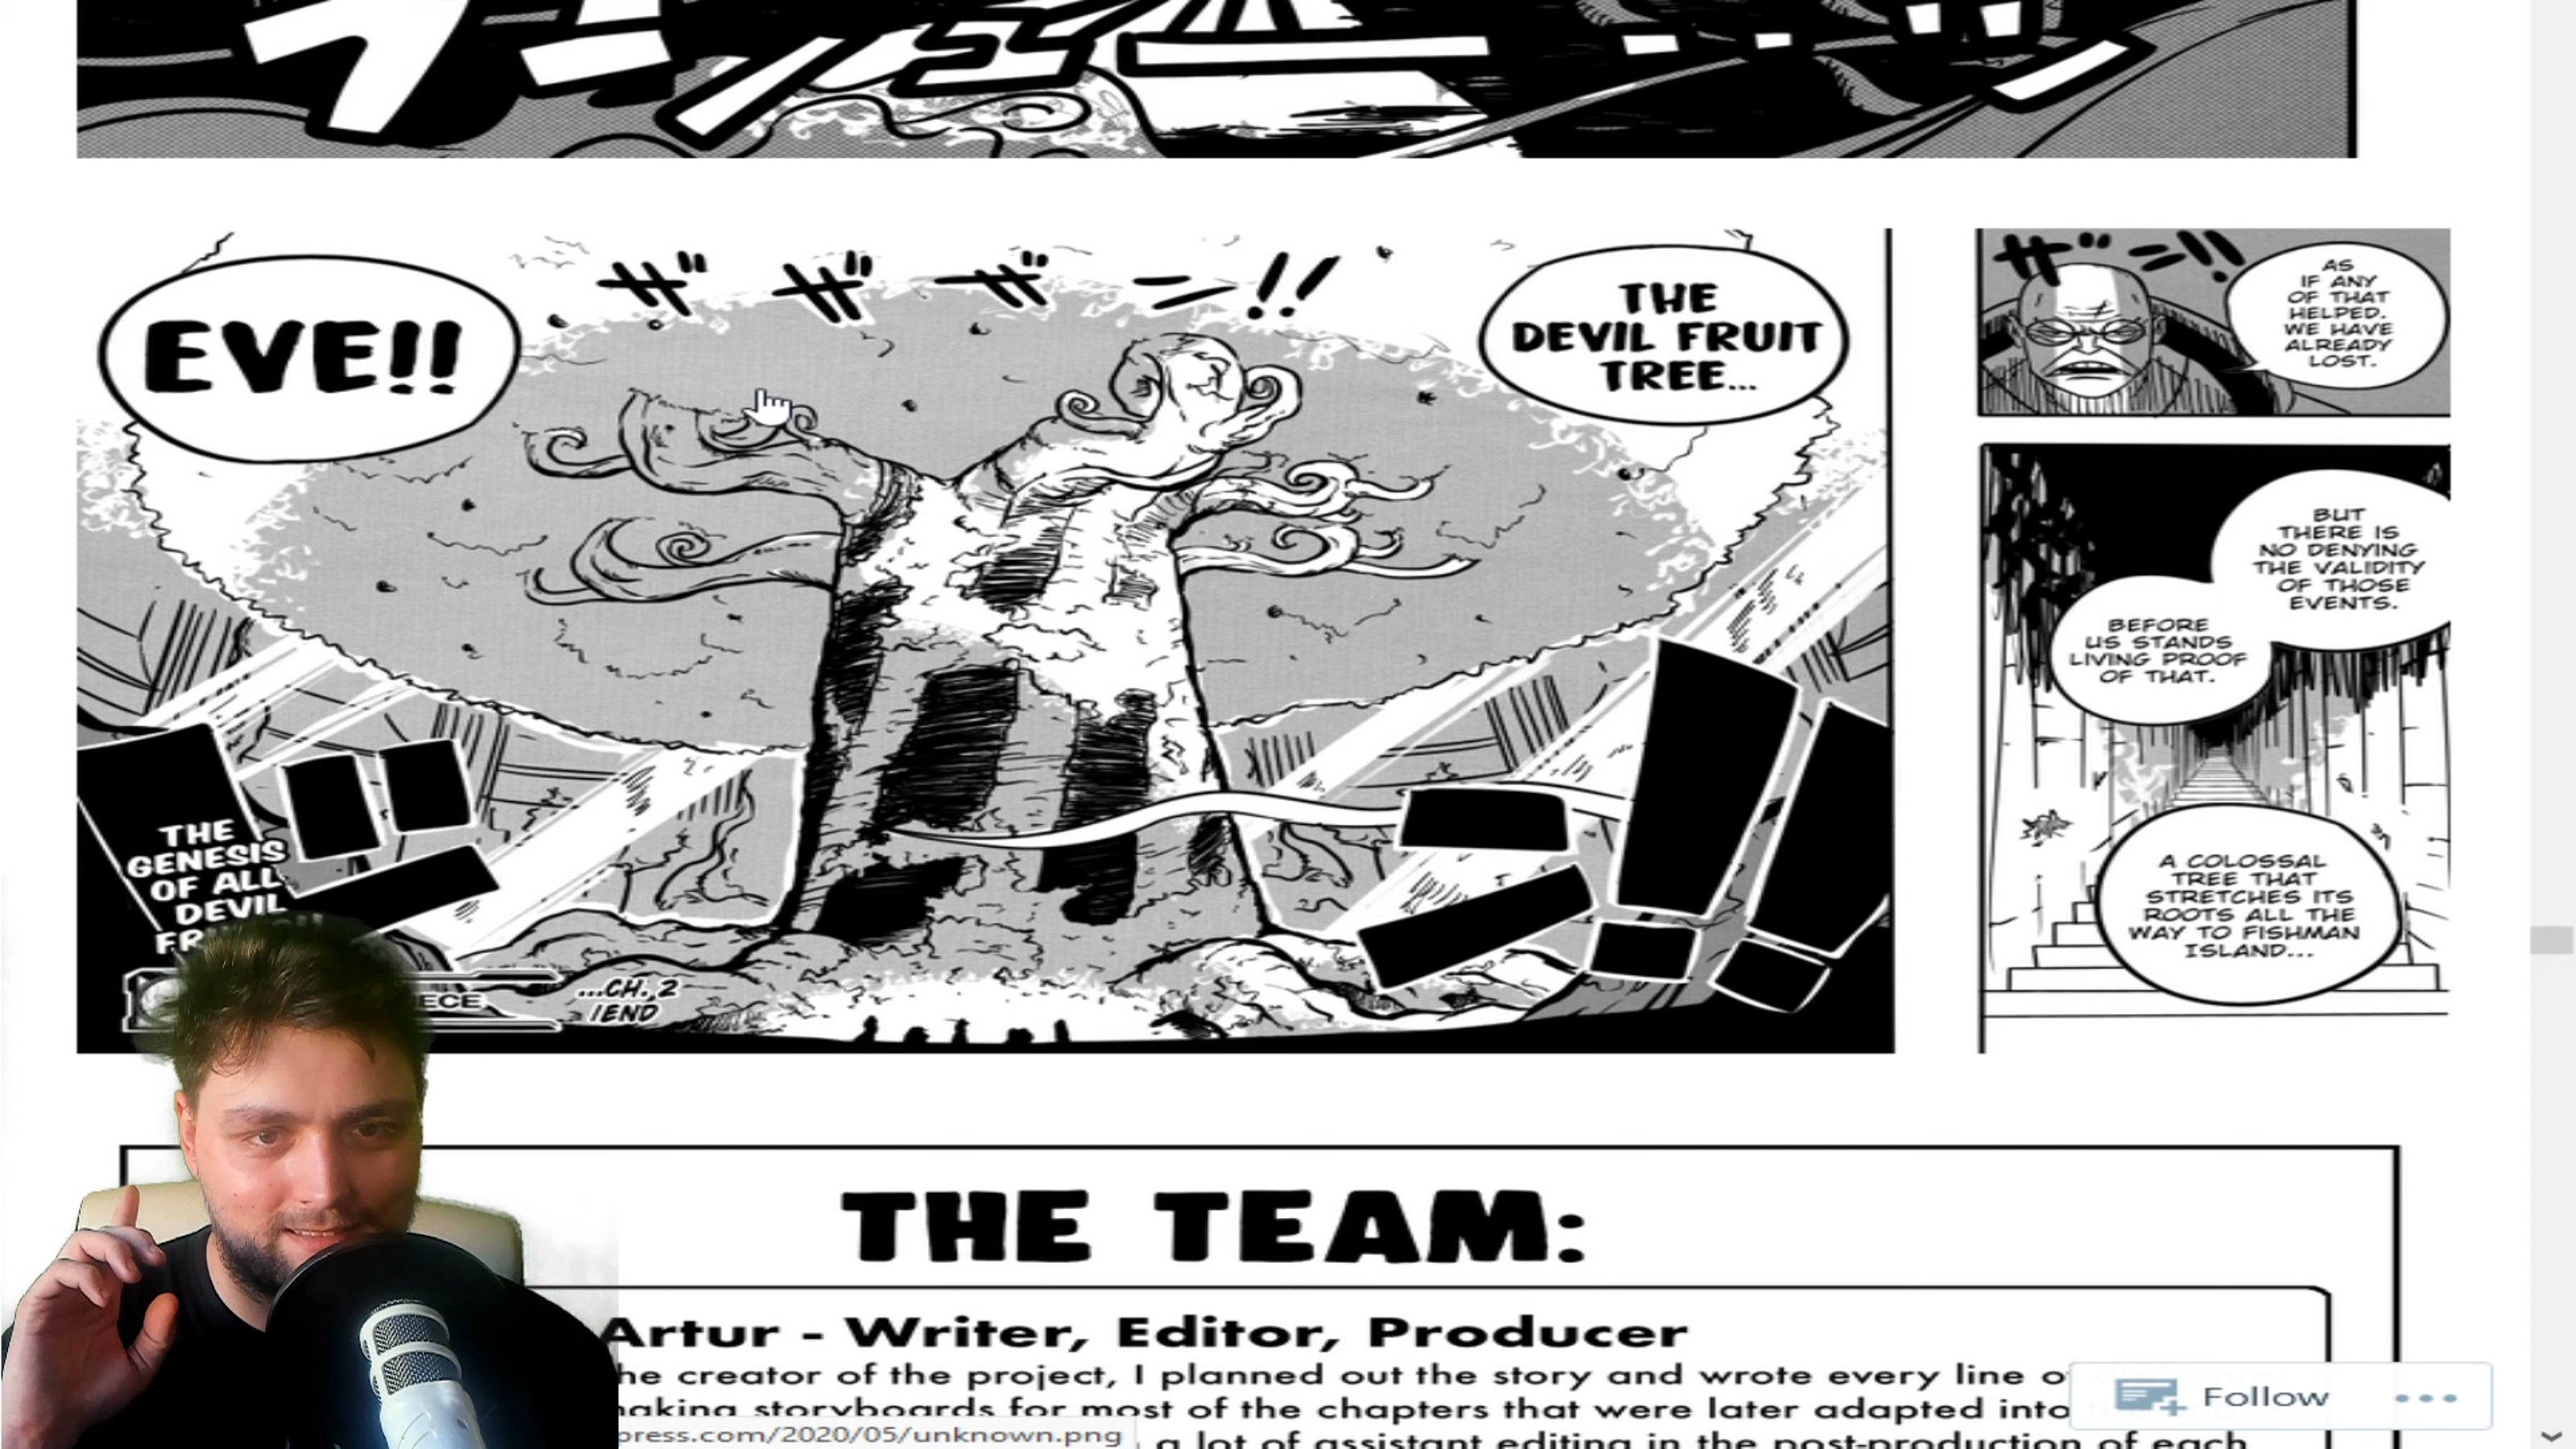 EVE!!
ザ ザ ザ ン!!
THE
DEVIL FRUIT
TREE...
ザ ン!!
AS
IF ANY
OF THAT
HELPED.
WE HAVE
ALREADY
LOST.
BUT
THERE IS
NO DENYING
THE VALIDITY
OF THOSE
EVENTS.
BEFORE
US STANDS
LIVING PROOF
OF THAT.
A COLOSSAL
TREE THAT
STRETCHES ITS
ROOTS ALL THE
WAY TO FISHMAN
ISLAND...
THE
GENESIS
OF ALL
DEVIL
ECE
...CH. 2
/END
THE TEAM:
Artur - Writer, Editor, Producer
he creator of the project, I planned out the story and wrote every line
making storyboards for most of the chapters that were later adapted into
press.com/2020/05/unknown.png
a lot of assistant editing in the post-production of each
Follow